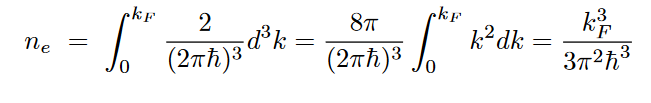 n_e = \int_0^{k_F} \frac{2}{(2\pi\hbar)^3} d^3k = \frac{8\pi}{(2\pi\hbar)^3} \int_0^{k_F} k^2 dk = \frac{k_F^3}{3\pi^2\hbar^3}